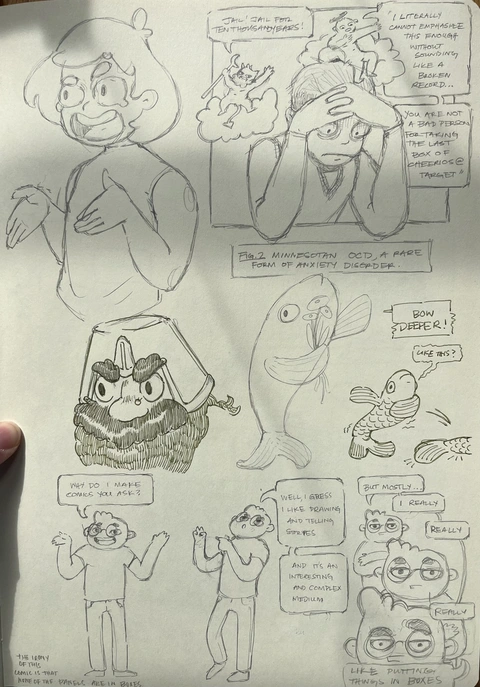 JAIL! JAIL FOR
TEN THOUSAND YEARS!
I LITERALLY
CANNOT EMPHASISE
THIS ENOUGH
WITHOUT
SOUNDING
LIKE A
BROKEN
RECORD...
YOU ARE NOT
A BAD PERSON
FOR TAKING
THE LAST
BOX OF
CHEERIOS @
TARGET"
FIG.2 MINNESOTAN OCD, A RARE
FORM OF ANXIETY DISORDER.
BOW
DEEPER!
LIKE THIS?
WHY DO I MAKE
COMICS YOU ASK?
WELL, I GUESS
I LIKE DRAWING
AND TELLING
STORIES
AND IT'S AN
INTERESTING
AND COMPLEX
MEDIUM
BUT MOSTLY...
I REALLY
REALLY
REALLY
LIKE PUTTING
THINGS IN BOXES
THE IRONY
OF THIS
COMIC IS THAT
NONE OF THE PANELS ARE IN BOXES